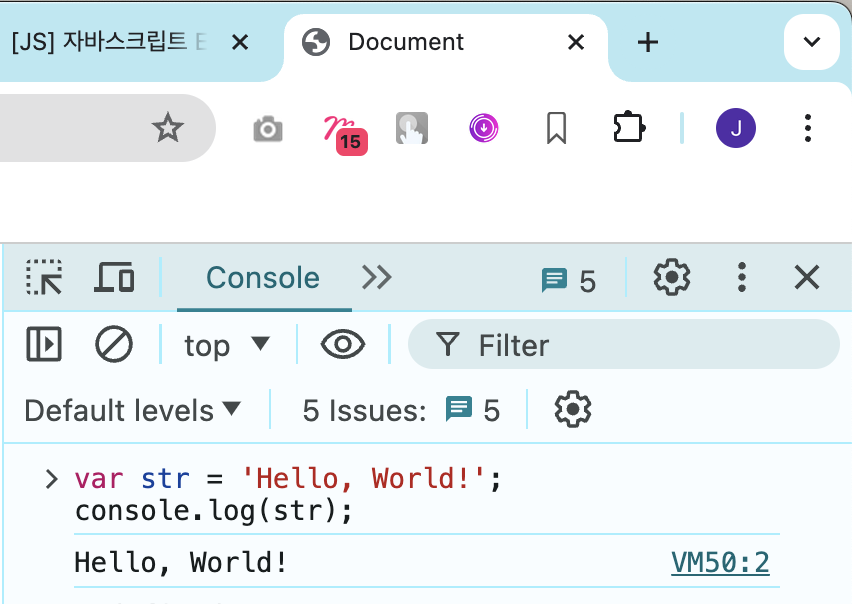 [JS] 자바스크립트
Document
15
J
Console
5
top
Filter
Default levels
5 Issues:
5
var str = 'Hello, World!';
console.log(str);
Hello, World!
VM50:2